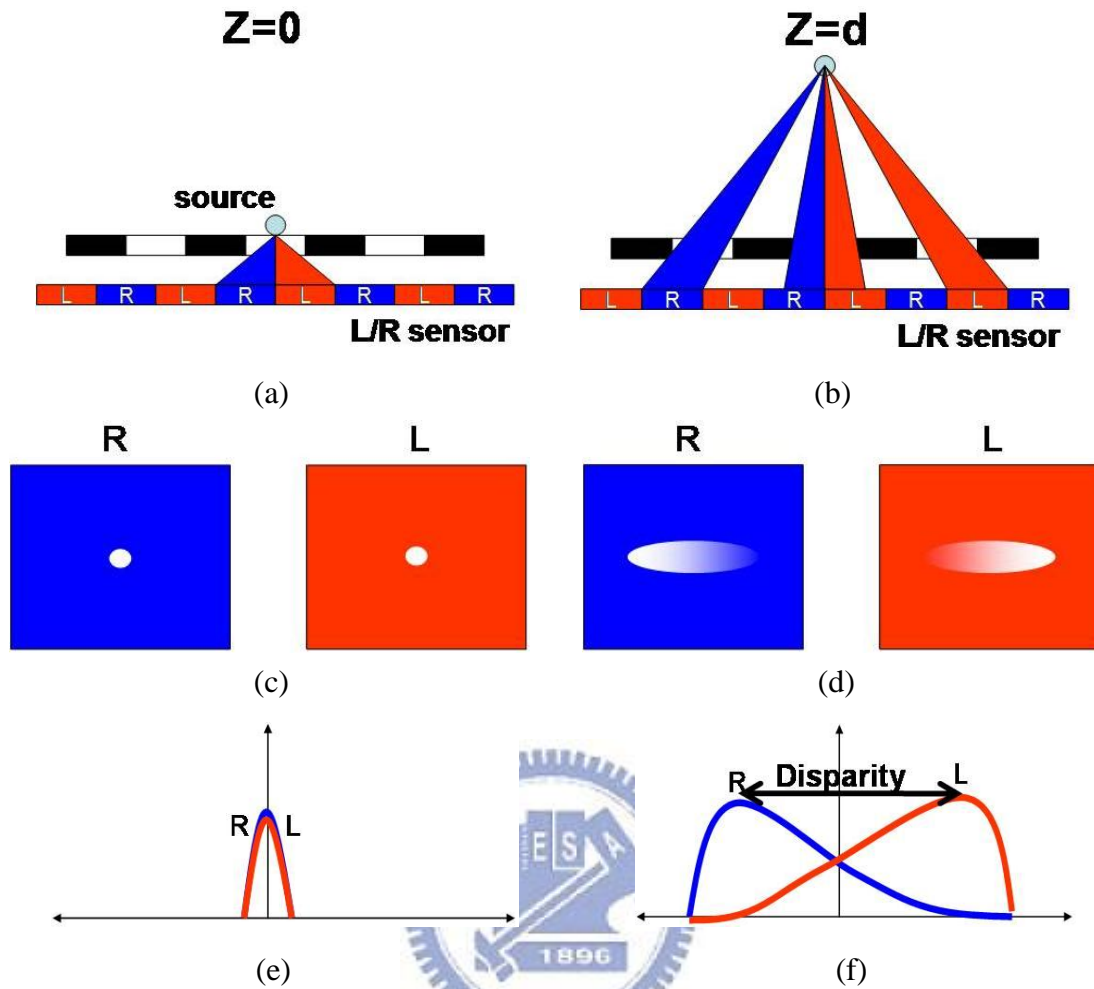 Z=0
Z=d
source
L R L R L R L R
L/R sensor
L R L R L R L R
L/R sensor
(a)
(b)
R
L
R
L
(c)
(d)
R L
R Disparity L
E S A
1896
(e)
(f)